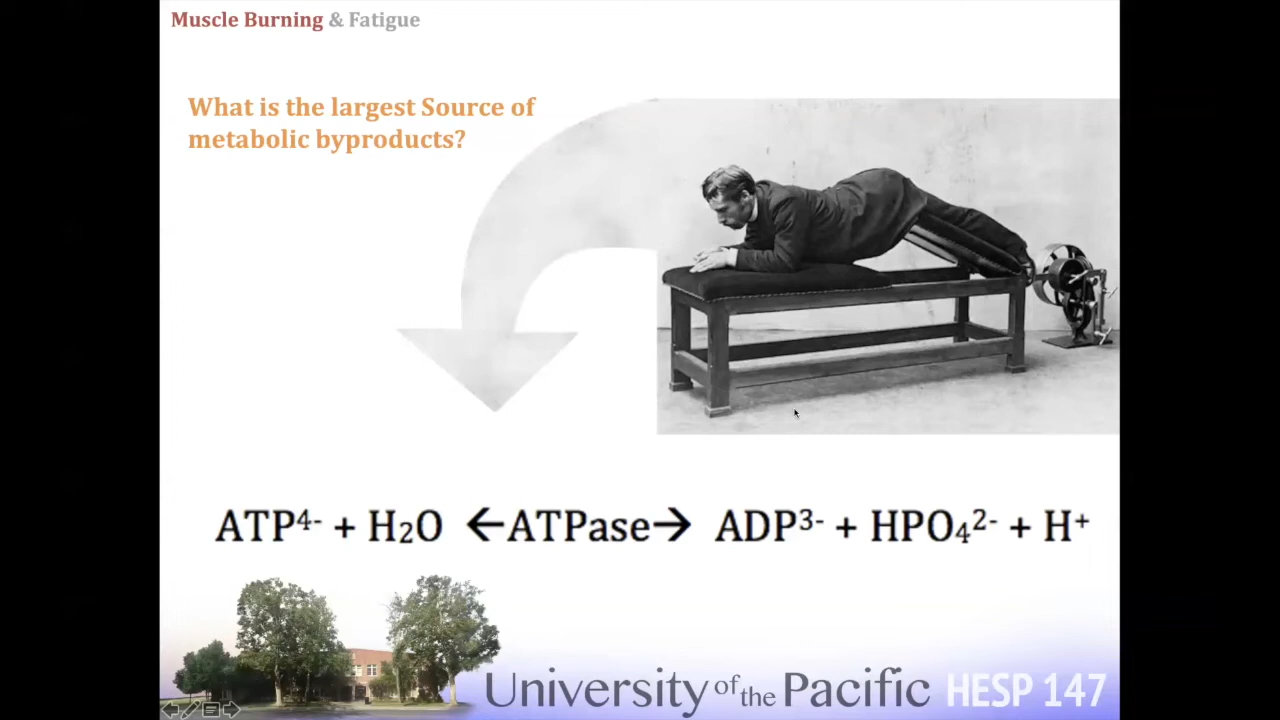 Muscle Burning & Fatigue
What is the largest Source of
metabolic byproducts?
ATP⁴⁻ + H₂O ←ATPase→ ADP³⁻ + HPO₄²⁻ + H⁺
University of the Pacific HESP 147